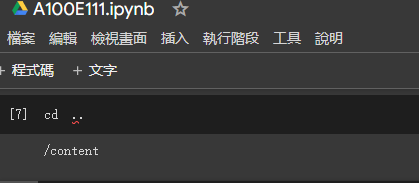 A100E111.ipynb
檔案 編輯 檢視畫面 插入 執行階段 工具 說明
+ 程式碼 + 文字
[7] cd ..
/content